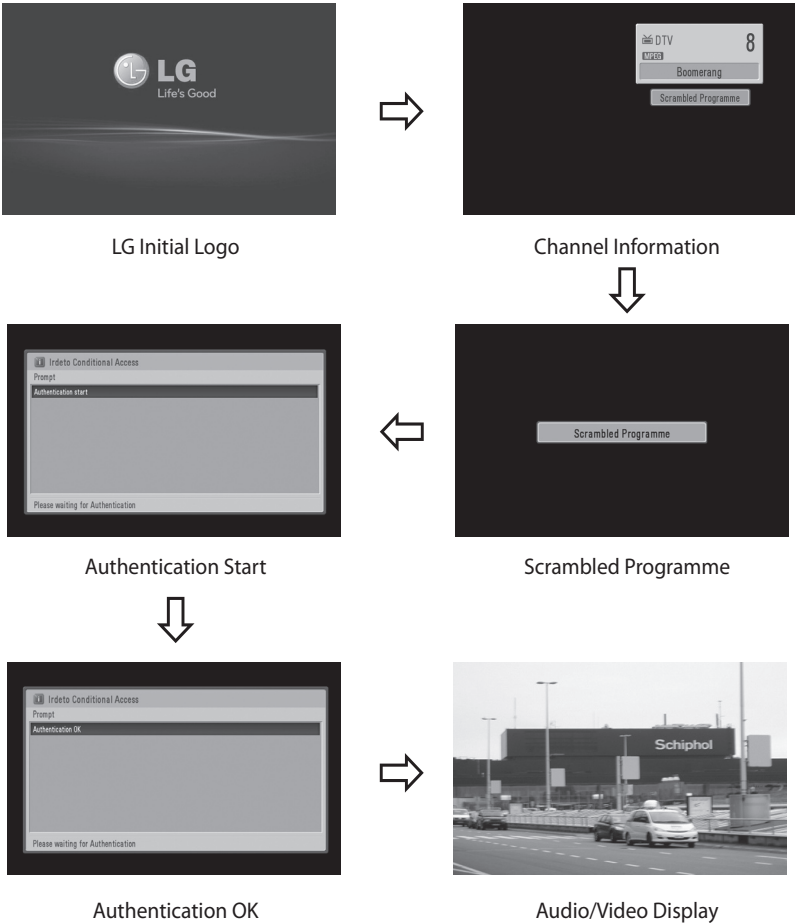 LG
Life's Good
LG Initial Logo
DTV
8
MPEG
Boomerang
Scrambled Programme
Channel Information
Scrambled Programme
Scrambled Programme
Irdeto Conditional Access
Prompt
Authentication start
Please waiting for Authentication
Authentication Start
Irdeto Conditional Access
Prompt
Authentication OK
Please waiting for Authentication
Authentication OK
Schiphol
Audio/Video Display